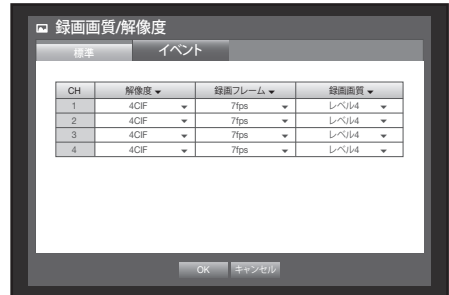 録画画質/解像度
標準 イベント
CH 解像度 録画フレーム 録画画質
1 4CIF 7fps レベル4
2 4CIF 7fps レベル4
3 4CIF 7fps レベル4
4 4CIF 7fps レベル4
OK キャンセル